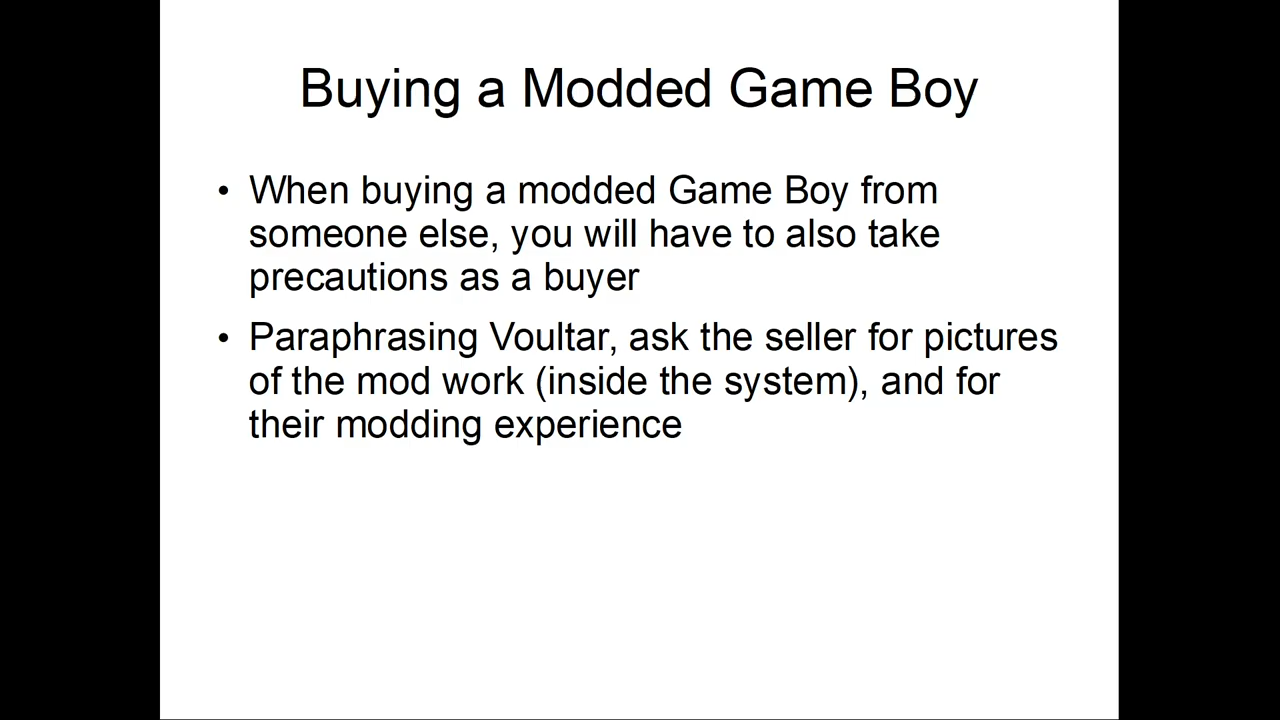 Buying a Modded Game Boy
• When buying a modded Game Boy from
someone else, you will have to also take
precautions as a buyer
• Paraphrasing Voultar, ask the seller for pictures
of the mod work (inside the system), and for
their modding experience